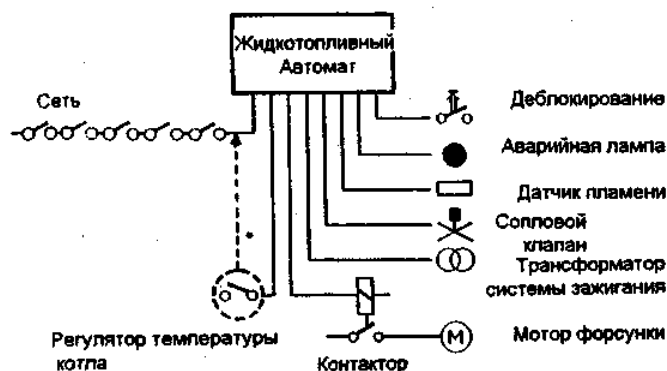 Жидкотопливный
Автомат
Сеть
Деблокирование
Аварийная лампа
Датчик пламени
Сопловой
клапан
Трансформатор
системы зажигания
Регулятор температуры
котла
Контактор
M
Мотор форсунки